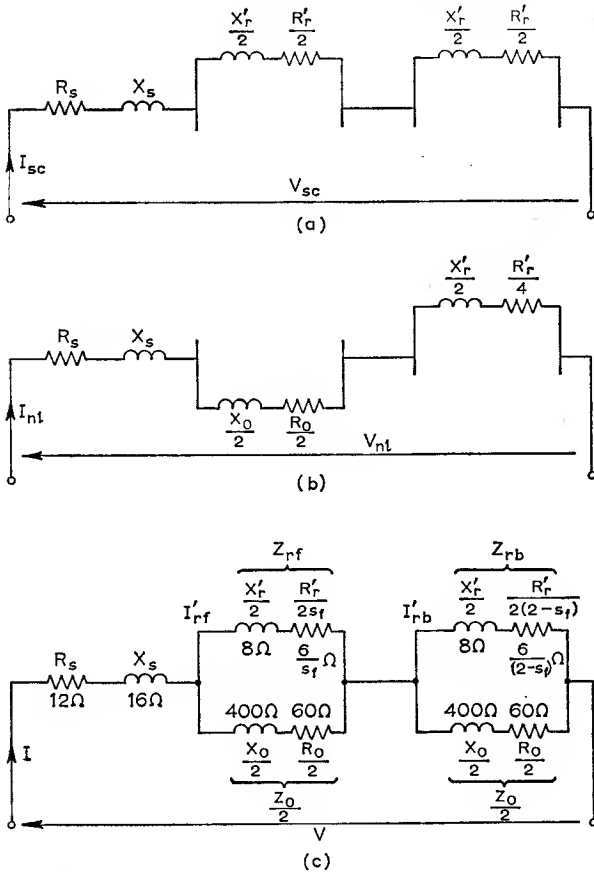 X'r/2 R'r/2 X'r/2 R'r/2
Rs Xs
Isc
Vsc
(a)
X'r/2 R'r/4
Rs Xs
Inl
X0/2 R0/2
Vnl
(b)
Zrf Zrb
I'rf X'r/2 R'r/2sf I'rb X'r/2 R'r/2(2-sf)
Rs Xs 8Ω 6/sf Ω 8Ω 6/(2-sf) Ω
12Ω 16Ω 400Ω 60Ω 400Ω 60Ω
I X0/2 R0/2 X0/2 R0/2
Z0/2 Z0/2
V
(c)